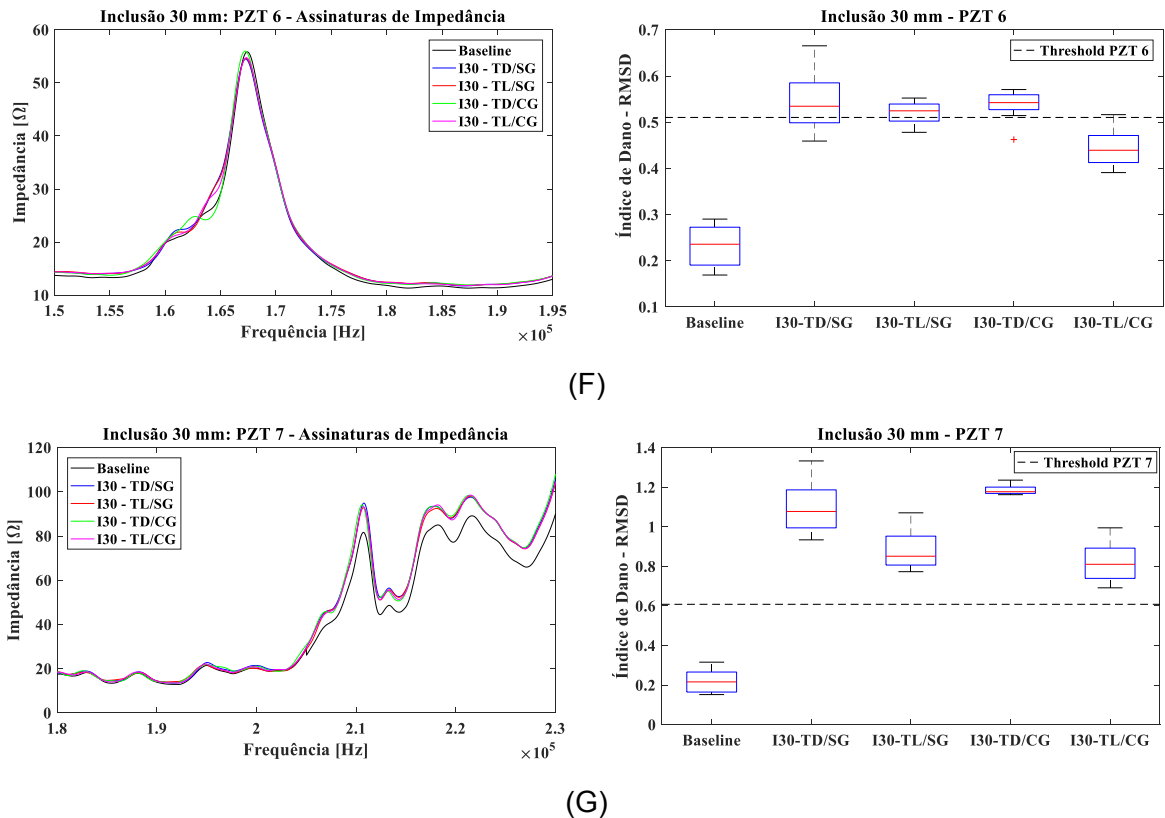 Inclusão 30 mm: PZT 6 - Assinaturas de Impedância
Impedância [Ω]
60
50
40
30
20
10
Baseline
I30 - TD/SG
I30 - TL/SG
I30 - TD/CG
I30 - TL/CG
1.5 1.55 1.6 1.65 1.7 1.75 1.8 1.85 1.9 1.95
Frequência [Hz]
×10^5
Inclusão 30 mm - PZT 6
Índice de Dano - RMSD
0.7
0.6
0.5
0.4
0.3
0.2
0.1
Threshold PZT 6
Baseline I30-TD/SG I30-TL/SG I30-TD/CG I30-TL/CG
(F)
Inclusão 30 mm: PZT 7 - Assinaturas de Impedância
Impedância [Ω]
120
100
80
60
40
20
0
Baseline
I30 - TD/SG
I30 - TL/SG
I30 - TD/CG
I30 - TL/CG
1.8 1.9 2 2.1 2.2 2.3
Frequência [Hz]
×10^5
Inclusão 30 mm - PZT 7
Índice de Dano - RMSD
1.4
1.2
1
0.8
0.6
0.4
0.2
0
Threshold PZT 7
Baseline I30-TD/SG I30-TL/SG I30-TD/CG I30-TL/CG
(G)